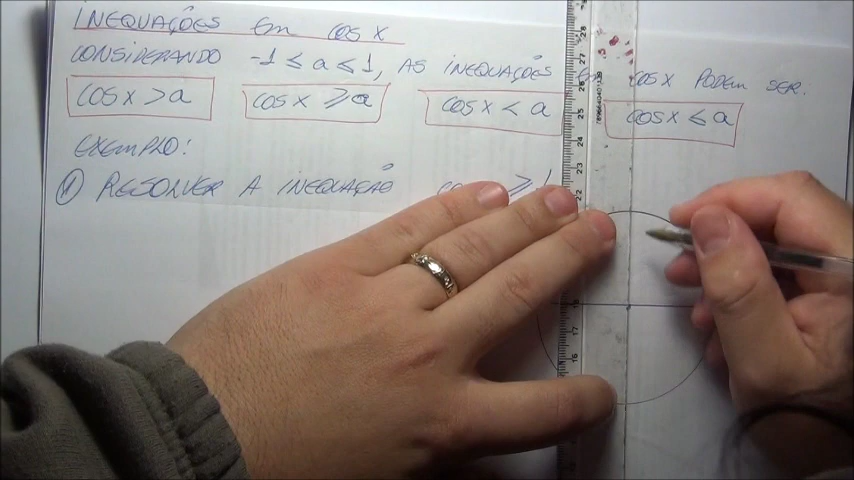 INEQUAÇÕES EM COS X
CONSIDERANDO -1 ≤ a ≤ 1, AS INEQUAÇÕES EM COS X PODEM SER.
COS X > a COS X ≥ a COS X < a COS X ≤ a
EXEMPLO:
① RESOLVER A INEQUAÇÃO ≥ 1